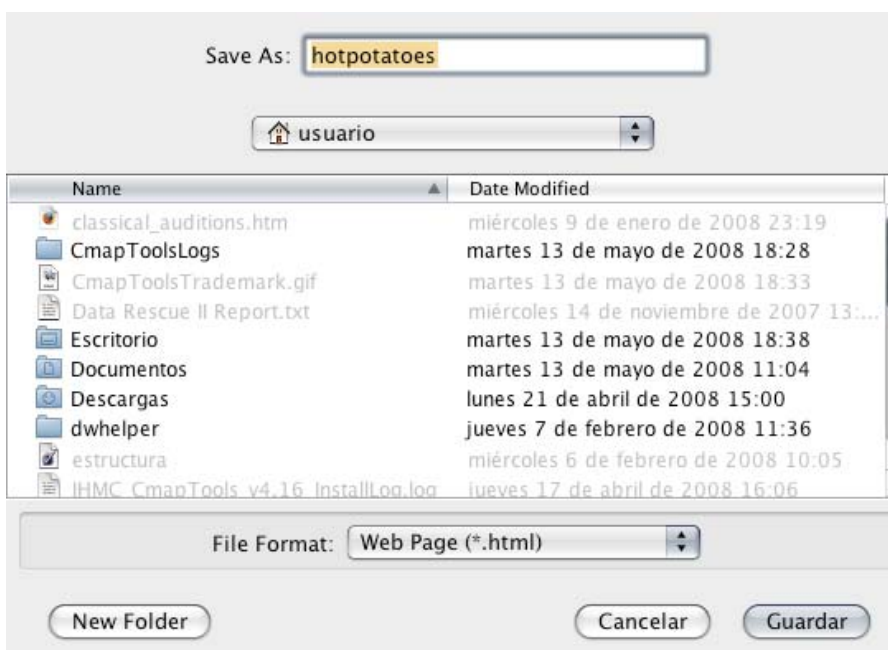 Save As: hotpotatoes
usuario
Name Date Modified
classical_auditions.htm miércoles 9 de enero de 2008 23:19
CmapToolsLogs martes 13 de mayo de 2008 18:28
CmapToolsTrademark.gif martes 13 de mayo de 2008 18:33
Data Rescue II Report.txt miércoles 14 de noviembre de 2007 13:...
Escritorio martes 13 de mayo de 2008 18:38
Documentos martes 13 de mayo de 2008 11:04
Descargas lunes 21 de abril de 2008 15:00
dwhelper jueves 7 de febrero de 2008 11:36
estructura miércoles 6 de febrero de 2008 10:05
IHMC_CmapTools_v4.16_InstallLog.log jueves 17 de abril de 2008 16:06
File Format: Web Page (*.html)
New Folder Cancelar Guardar